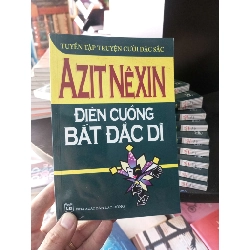 TUYỂN TẬP TRUYỆN CƯỜI ĐẶC SẮC
AZIT NÊXIN
ĐIÊN CUỒNG
BẤT ĐẮC DĨ